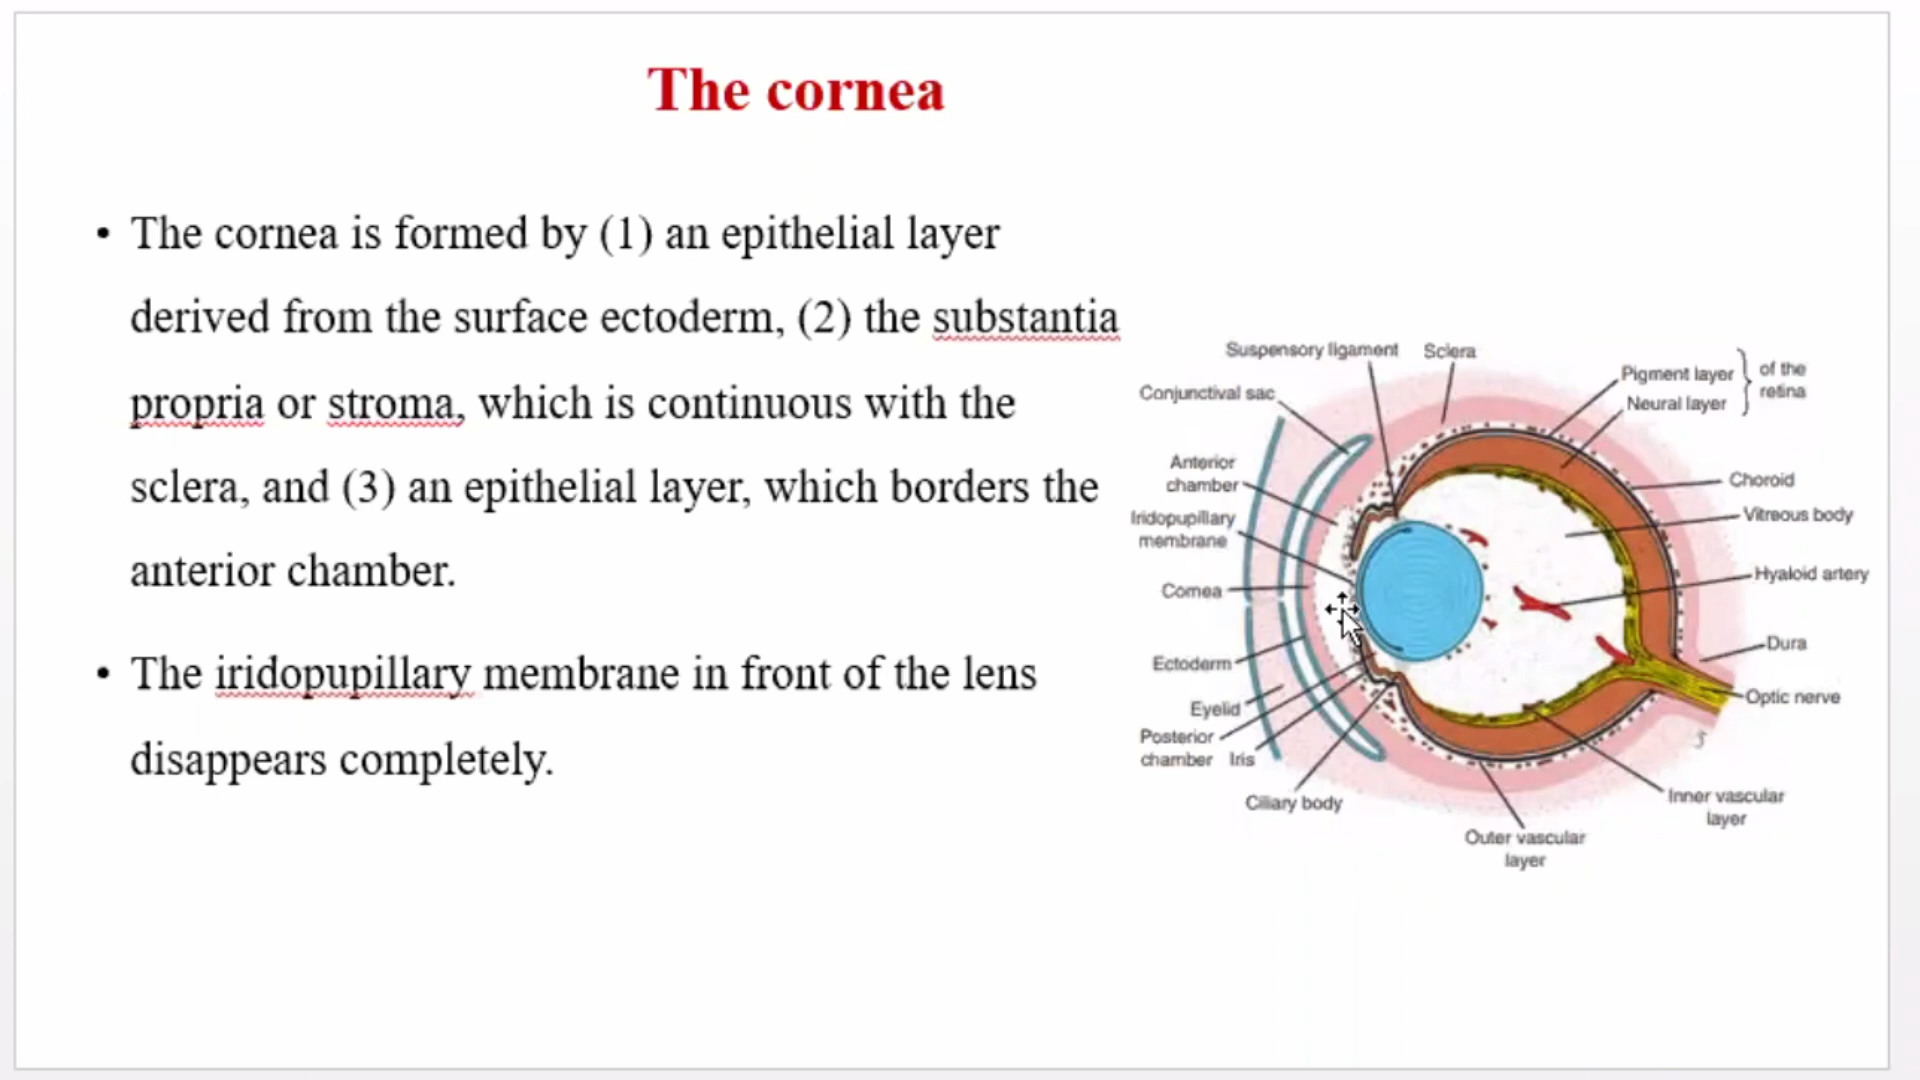 The cornea
• The cornea is formed by (1) an epithelial layer
derived from the surface ectoderm, (2) the substantia
propria or stroma, which is continuous with the
sclera, and (3) an epithelial layer, which borders the
anterior chamber.
• The iridopupillary membrane in front of the lens
disappears completely.
Suspensory ligament
Sclera
Pigment layer
Neural layer
of the
retina
Conjunctival sac
Anterior
chamber
Iridopupillary
membrane
Cornea
Ectoderm
Eyelid
Posterior
chamber
Iris
Ciliary body
Choroid
Vitreous body
Hyaloid artery
Dura
Optic nerve
Inner vascular
layer
Outer vascular
layer